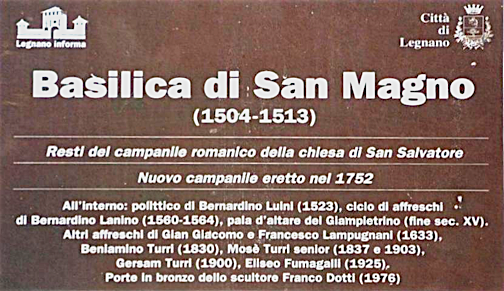 Legnano informa
Città
di
Legnano
Basilica di San Magno
(1504-1513)
Resti del campanile romanico della chiesa di San Salvatore
Nuovo campanile eretto nel 1752
All'interno: polittico di Bernardino Luini (1523), ciclo di affreschi
di Bernardino Lanino (1560-1564), pala d'altare del Giampietrino (fine sec. XV).
Altri affreschi di Gian Giacomo e Francesco Lampugnani (1633),
Beniamino Turri (1830), Mosè Turri senior (1837 e 1903),
Gersam Turri (1900), Eliseo Fumagalli (1925).
Porte in bronzo dello scultore Franco Dotti (1976)